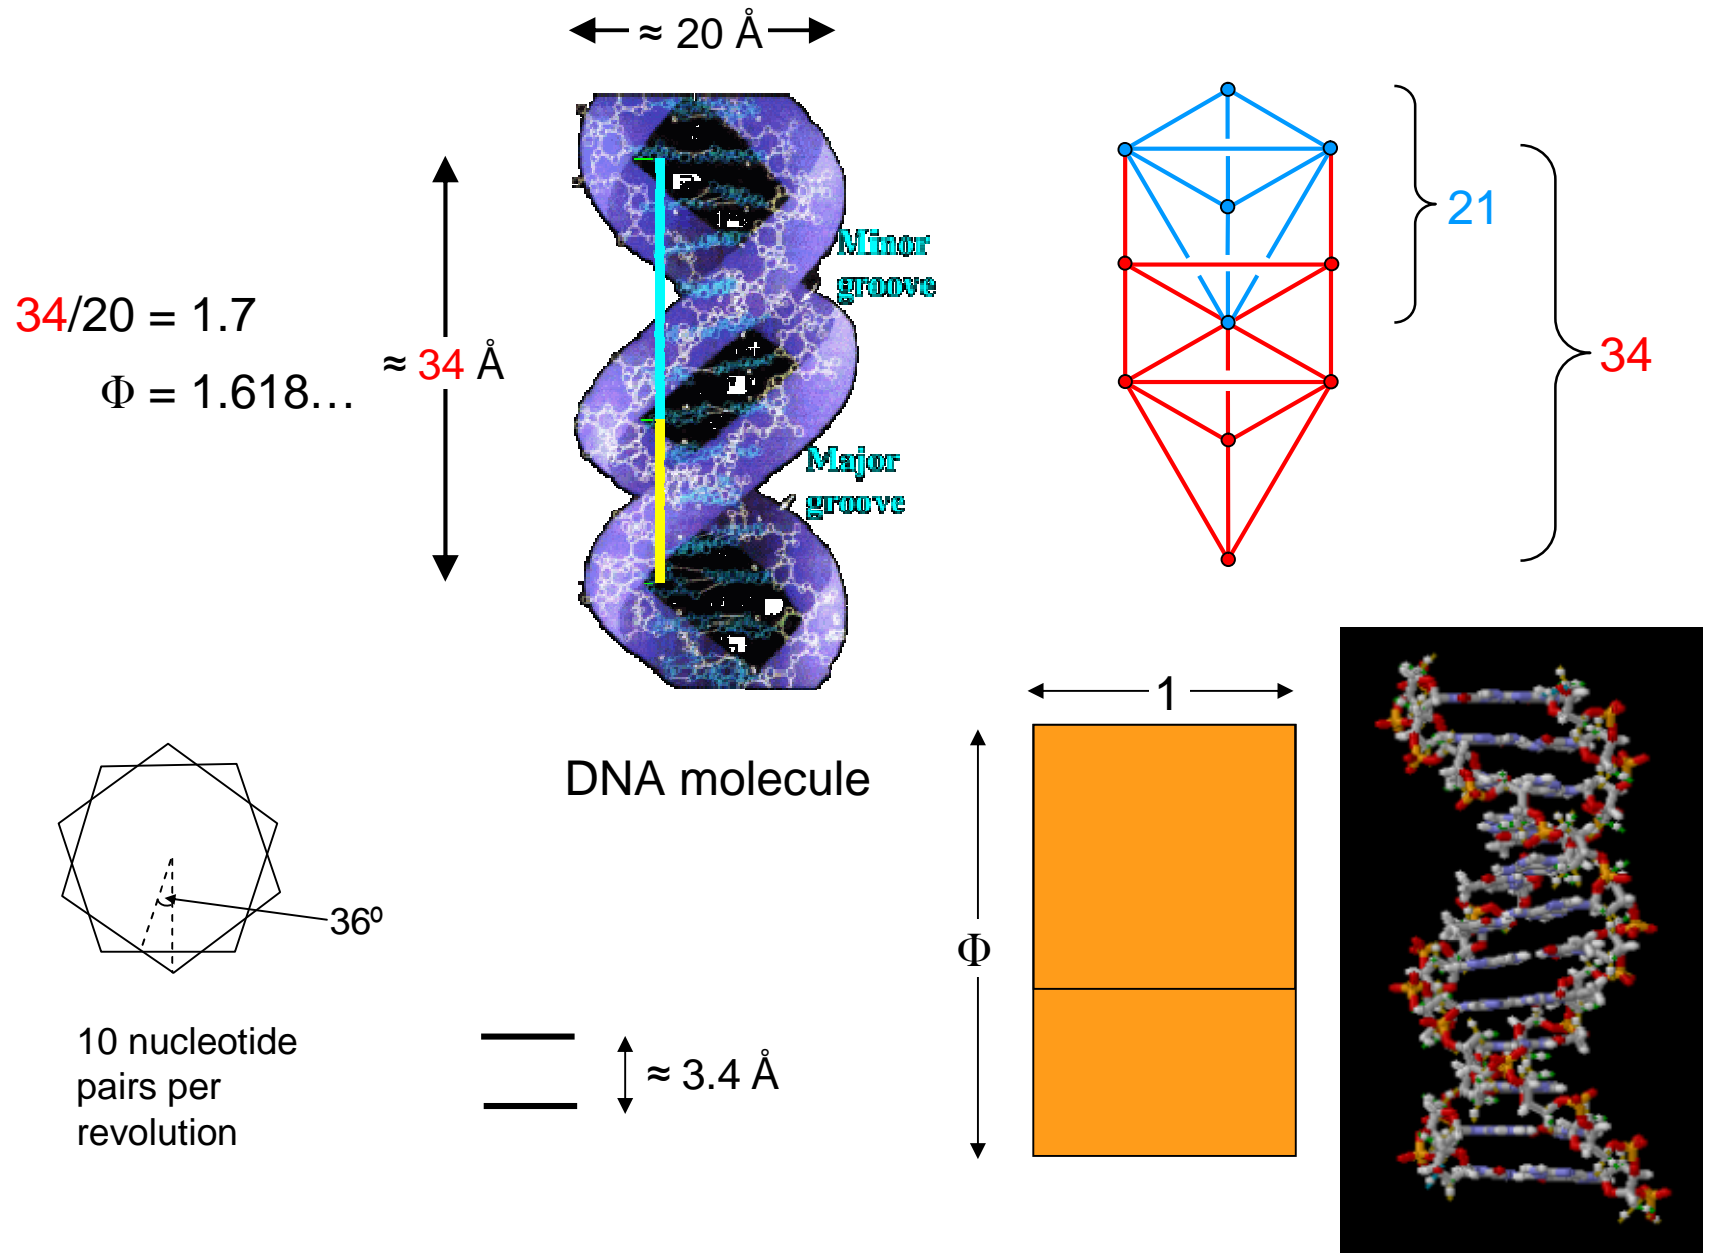 ≈ 20 Å
21
34
Minor
groove
34/20 = 1.7
Φ = 1.618...
≈ 34 Å
Major
groove
1
DNA molecule
Φ
36º
10 nucleotide
pairs per
revolution
≈ 3.4 Å